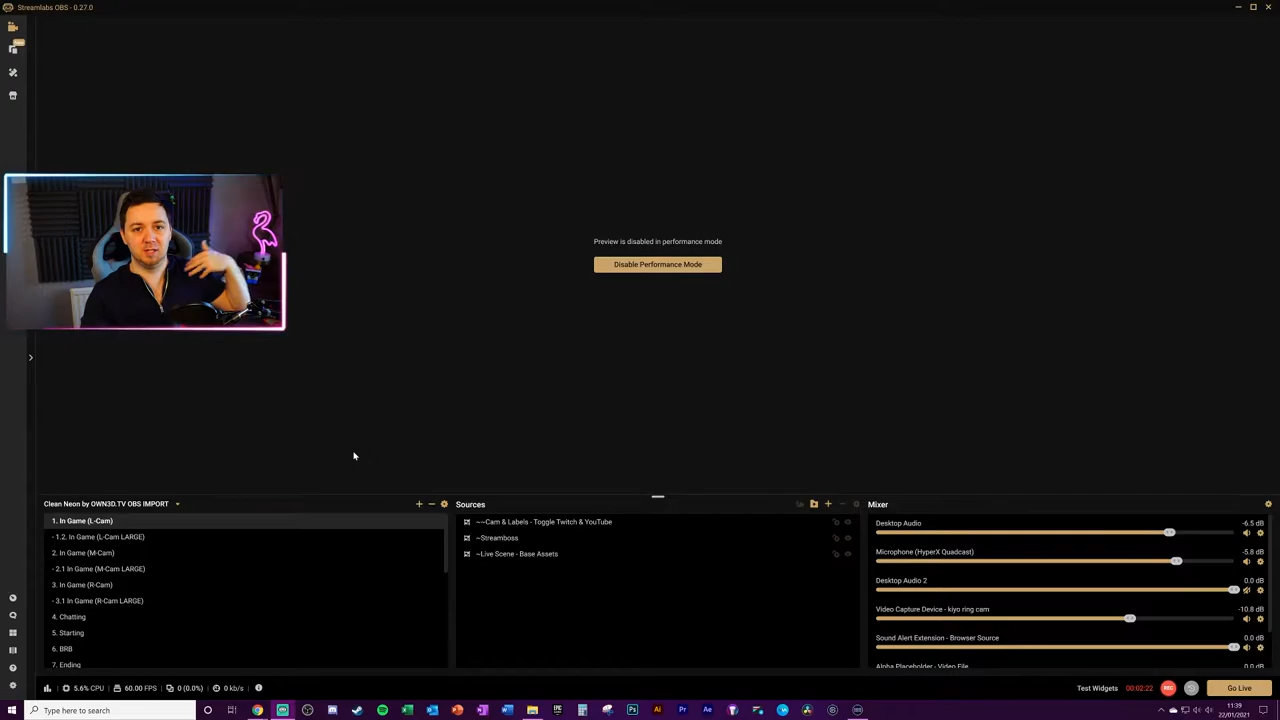 Streamlabs OBS - 0.27.0
New
Preview is disabled in performance mode
Disable Performance Mode
Clean Neon by OWN3D.TV OBS IMPORT
1. In Game (L-Cam)
- 1.2. In Game (L-Cam LARGE)
2. In Game (M-Cam)
- 2.1 In Game (M-Cam LARGE)
3. In Game (R-Cam)
- 3.1 In Game (R-Cam LARGE)
4. Chatting
5. Starting
6. BRB
7. Ending
Sources
~~Cam & Labels - Toggle Twitch & YouTube
~Streamboss
~Live Scene - Base Assets
Mixer
Desktop Audio -6.5 dB
Microphone (HyperX Quadcast) -5.8 dB
Desktop Audio 2 0.0 dB
Video Capture Device - kiyo ring cam -10.8 dB
Sound Alert Extension - Browser Source 0.0 dB
Alpha Placeholder - Video File
5.6% CPU 60.00 FPS 0 (0.0%) 0 kb/s
Test Widgets 00:02:22 REC Go Live
Type here to search
11:39
22/01/2021